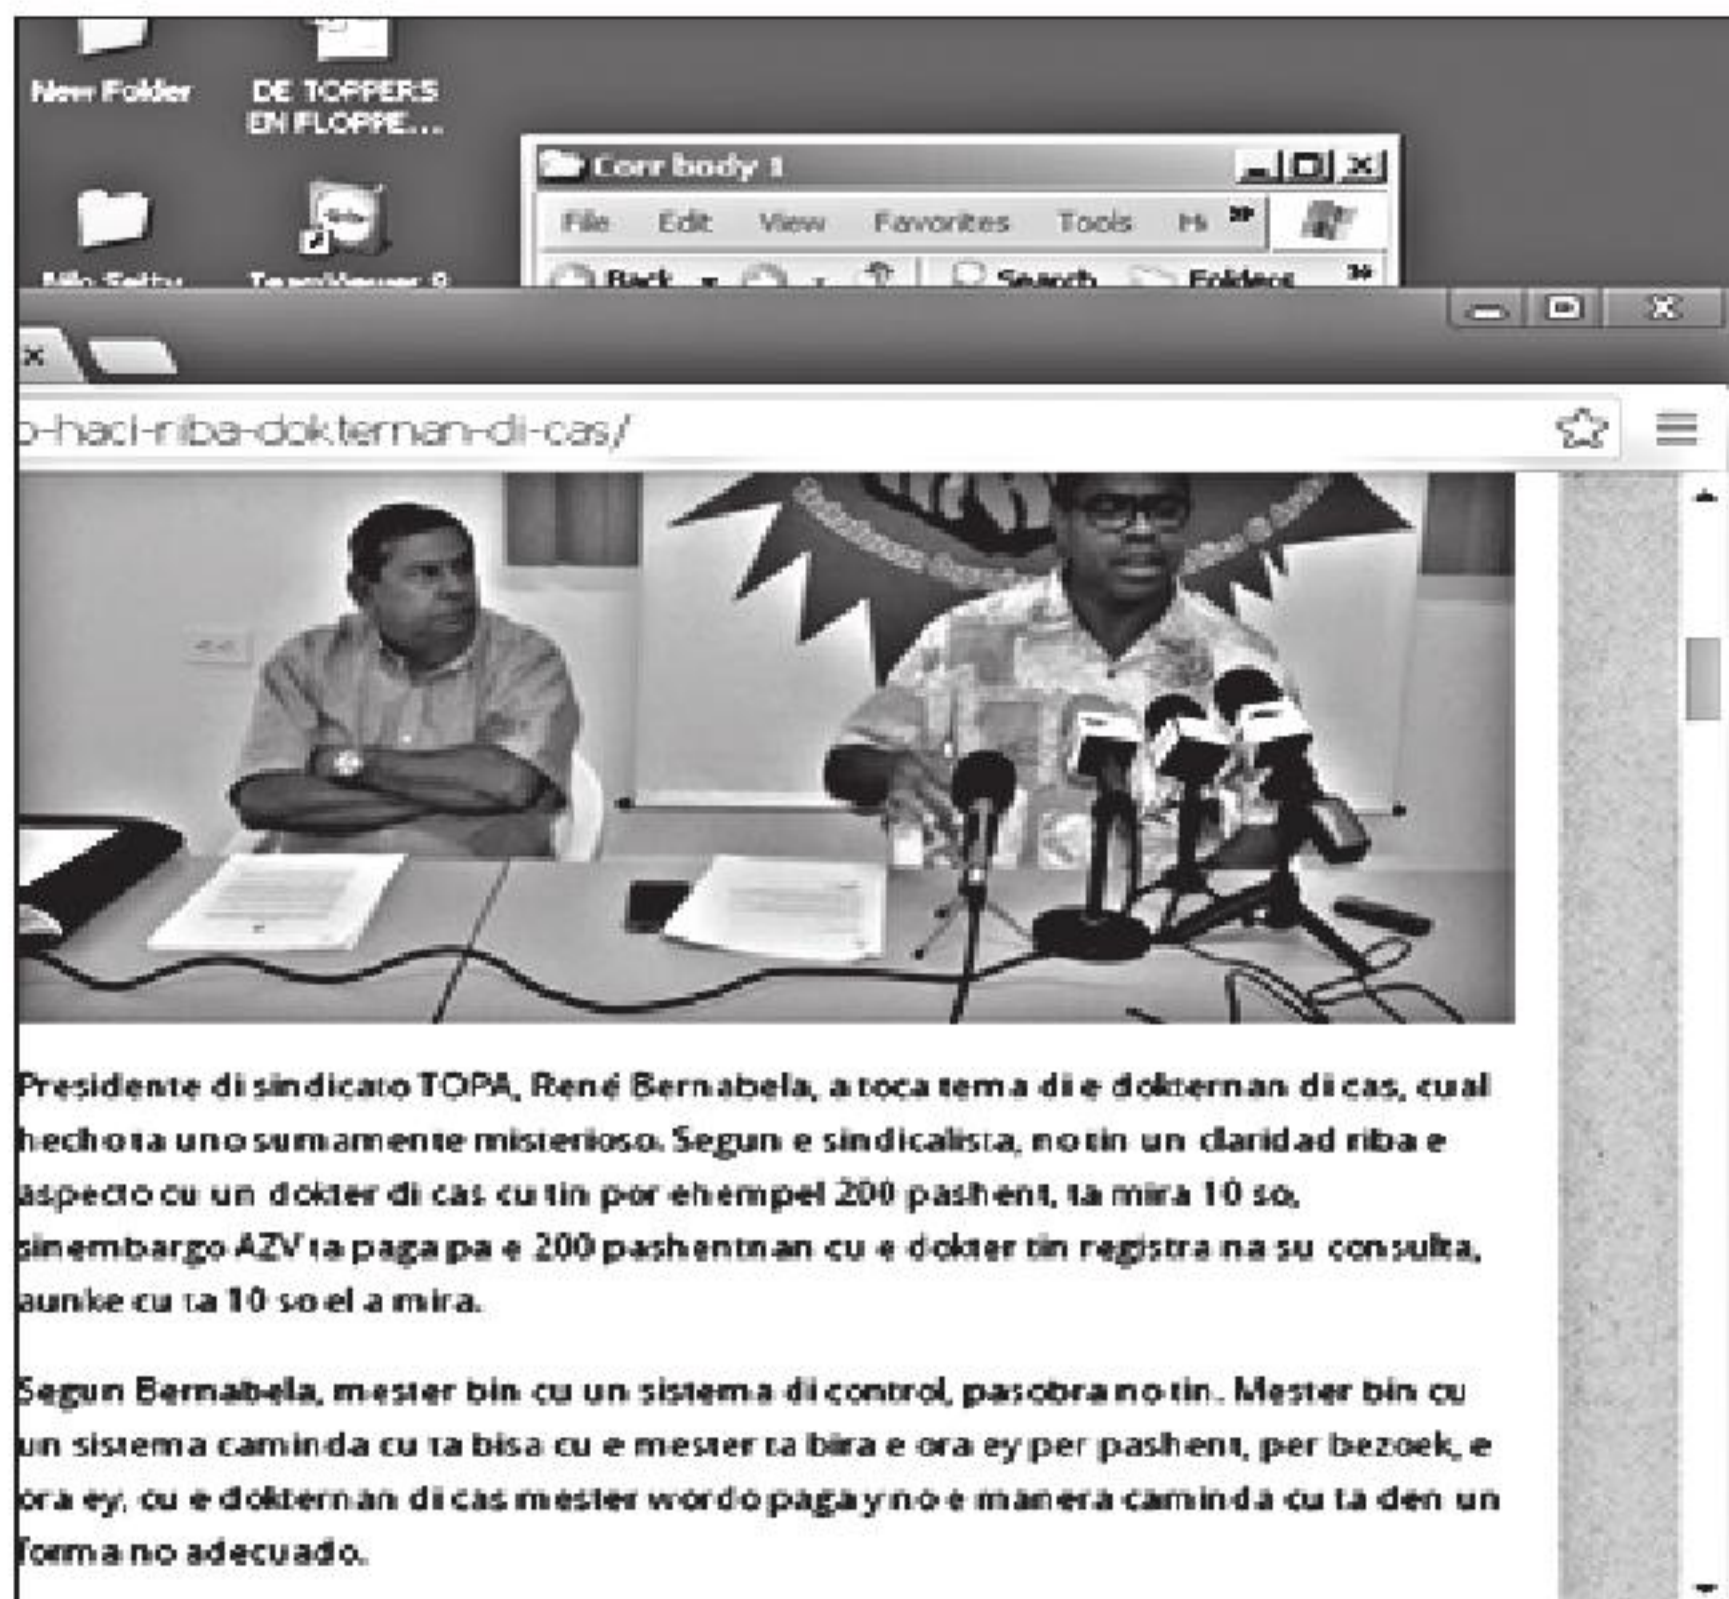 New Folder
DE TOPPERS
EN FLOPPE...
Corr body 1
File Edit View Favorites Tools
TeamViewer 9
Back Search Folders
o-haci-riba-dokternan-di-cas/
Presidente di sindicato TOPA, René Bernabela, a toca tema di e dokternan di cas, cual
hecho ta uno sumamente misterioso. Segun e sindicalista, no tin un claridad riba e
aspecto cu un dokter di cas cu tin por ehempel 200 pashent, ta mira 10 so,
sinembargo AZV ta paga pa e 200 pashentnan cu e dokter tin registra na su consulta,
aunke cu ta 10 so el a mira.
Segun Bernabela, mester bin cu un sistema di control, pasobra no tin. Mester bin cu
un sistema caminda cu ta bisa cu e mester ta bira e ora ey per pashent, per bezoek, e
ora ey, cu e dokternan di cas mester wordo paga y no e manera caminda cu ta den un
forma no adecuado.